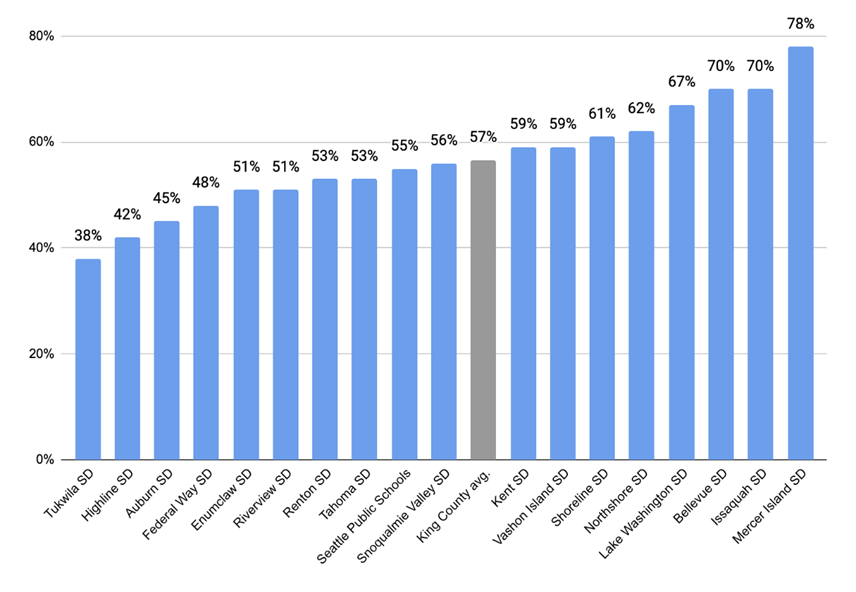 80%
60%
40%
20%
0%
38%
42%
45%
48%
51%
51%
53%
53%
55%
56%
57%
59%
59%
61%
62%
67%
70%
70%
78%
Tukwila SD
Highline SD
Auburn SD
Federal Way SD
Enumclaw SD
Riverview SD
Renton SD
Tahoma SD
Seattle Public Schools
Snoqualmie Valley SD
King County avg.
Kent SD
Vashon Island SD
Shoreline SD
Northshore SD
Lake Washington SD
Bellevue SD
Issaquah SD
Mercer Island SD